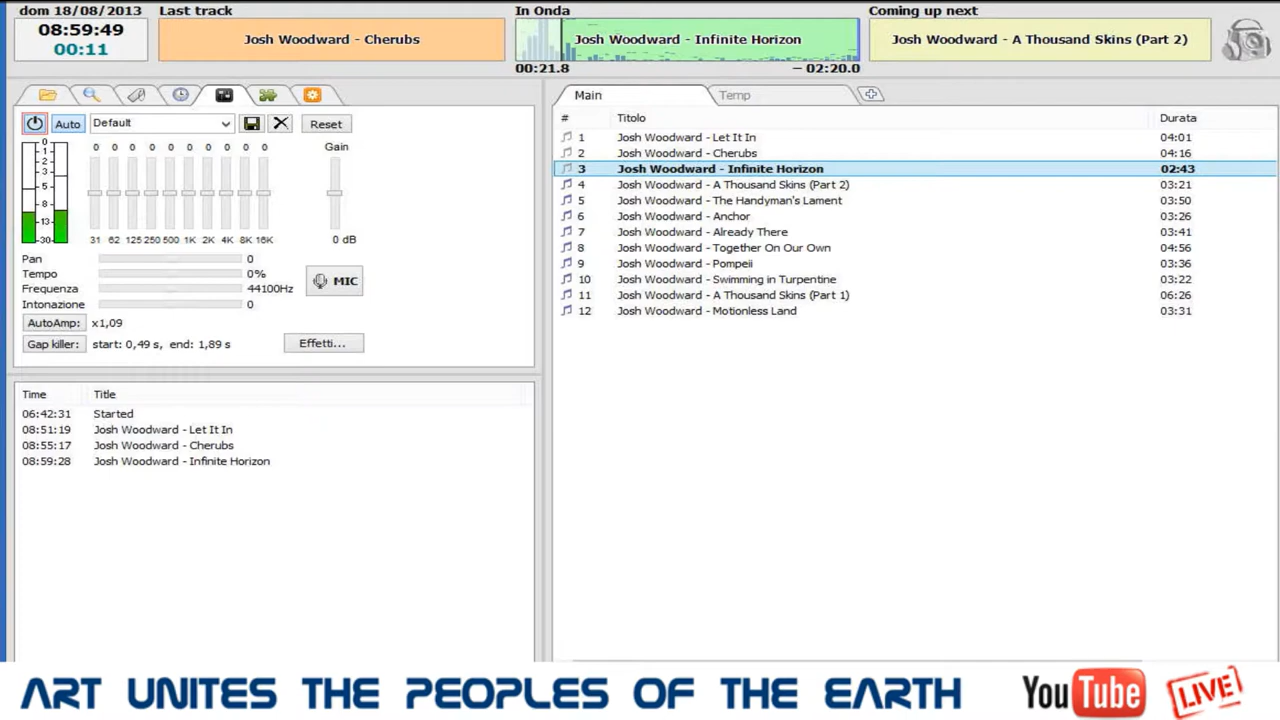 dom 18/08/2013
08:59:49
00:11
Last track
Josh Woodward - Cherubs
In Onda
Josh Woodward - Infinite Horizon
00:21.8
− 02:20.0
Coming up next
Josh Woodward - A Thousand Skins (Part 2)
Auto
Default
Reset
0
1
2
3
5
8
13
30
0 0 0 0 0 0 0 0 0 0
Gain
31 62 125 250 500 1K 2K 4K 8K 16K
0 dB
Pan 0
Tempo 0%
Frequenza 44100Hz
Intonazione 0
MIC
AutoAmp: x1,09
Gap killer: start: 0,49 s, end: 1,89 s
Effetti...
Time Title
06:42:31 Started
08:51:19 Josh Woodward - Let It In
08:55:17 Josh Woodward - Cherubs
08:59:28 Josh Woodward - Infinite Horizon
Main Temp
# Titolo Durata
1 Josh Woodward - Let It In 04:01
2 Josh Woodward - Cherubs 04:16
3 Josh Woodward - Infinite Horizon 02:43
4 Josh Woodward - A Thousand Skins (Part 2) 03:21
5 Josh Woodward - The Handyman's Lament 03:50
6 Josh Woodward - Anchor 03:26
7 Josh Woodward - Already There 03:41
8 Josh Woodward - Together On Our Own 04:56
9 Josh Woodward - Pompeii 03:36
10 Josh Woodward - Swimming in Turpentine 03:22
11 Josh Woodward - A Thousand Skins (Part 1) 06:26
12 Josh Woodward - Motionless Land 03:31
ART UNITES THE PEOPLES OF THE EARTH
YouTube
LIVE